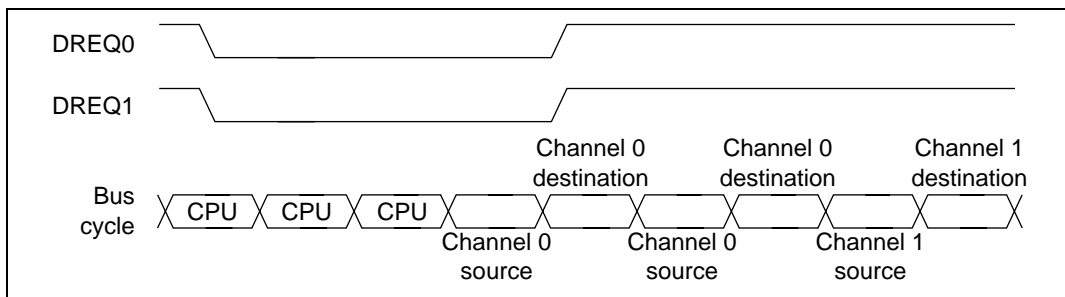 DREQ0
DREQ1
Channel 0 Channel 0 Channel 1
destination destination destination
Bus
cycle
CPU CPU CPU
Channel 0 Channel 0 Channel 1
source source source